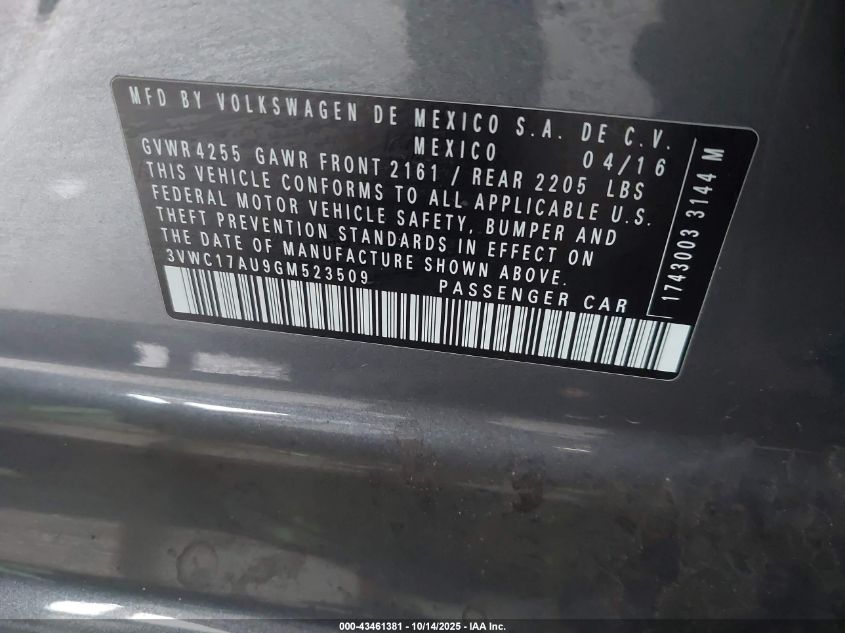 MFD BY VOLKSWAGEN DE MEXICO S.A. DE C.V.
MEXICO 04/16
GVWR 4255 GAWR FRONT 2161 / REAR 2205 LBS
THIS VEHICLE CONFORMS TO ALL APPLICABLE U.S.
FEDERAL MOTOR VEHICLE SAFETY, BUMPER AND
THEFT PREVENTION STANDARDS IN EFFECT ON
THE DATE OF MANUFACTURE SHOWN ABOVE.
3VWC17AU9GM523509 PASSENGER CAR
1743003 3144 M
000-43461381 - 10/14/2025 - IAA Inc.